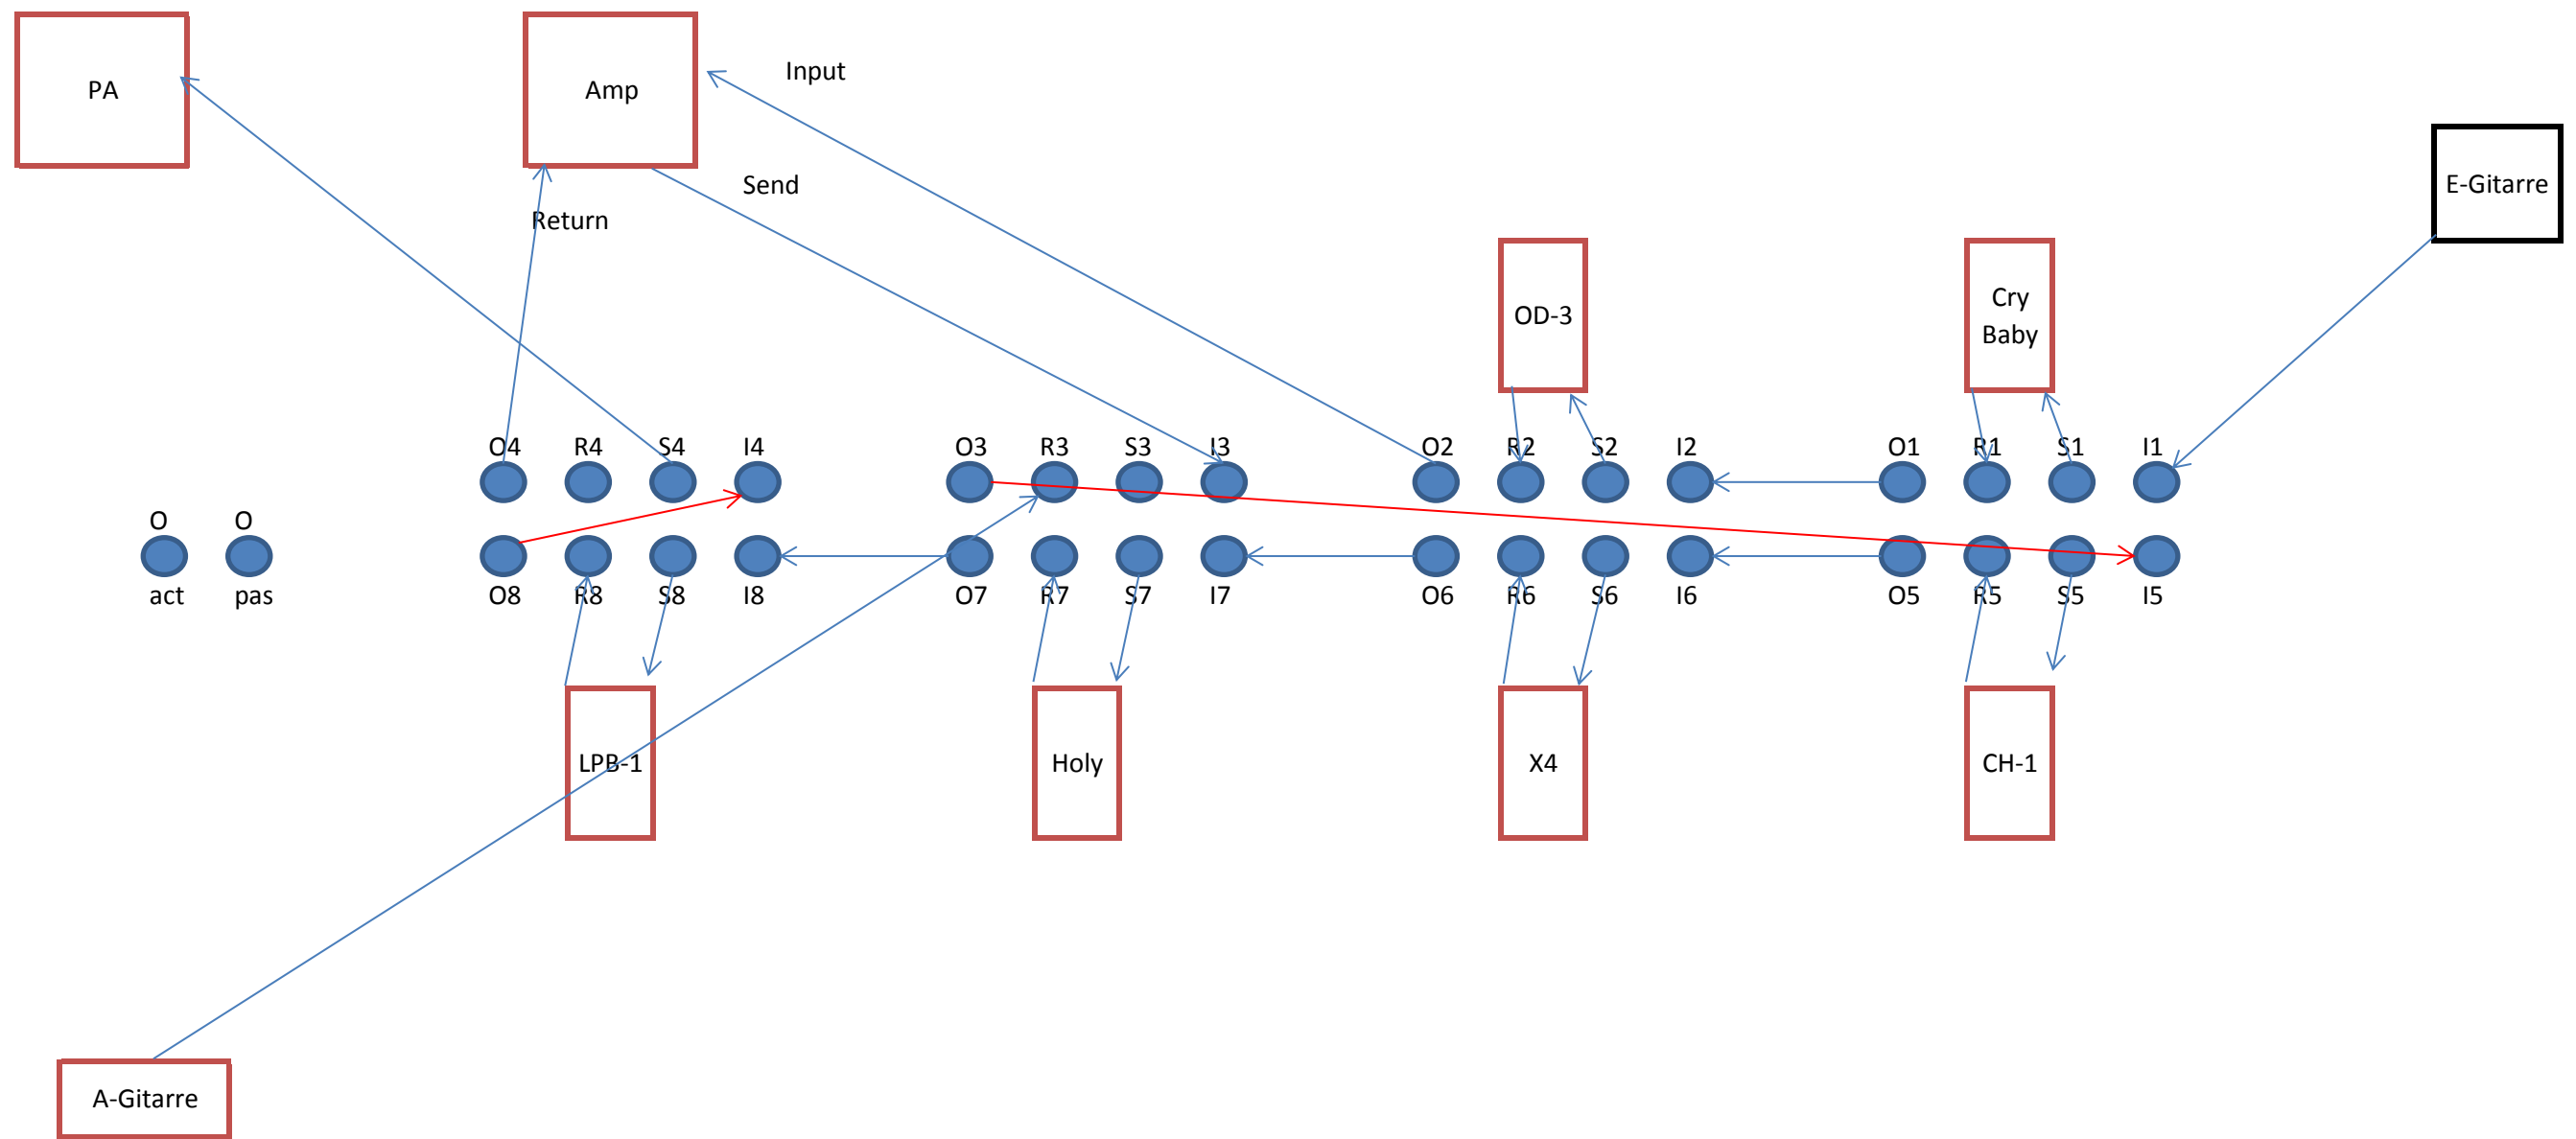 PA
Amp
Input
Send
Return
E-Gitarre
OD-3
Cry
Baby
O4 R4 S4 I4 O3 R3 S3 I3 O2 R2 S2 I2 O1 R1 S1 I1
O O
act pas
O8 R8 S8 I8 O7 R7 S7 I7 O6 R6 S6 I6 O5 R5 S5 I5
LPB-1
Holy
X4
CH-1
A-Gitarre